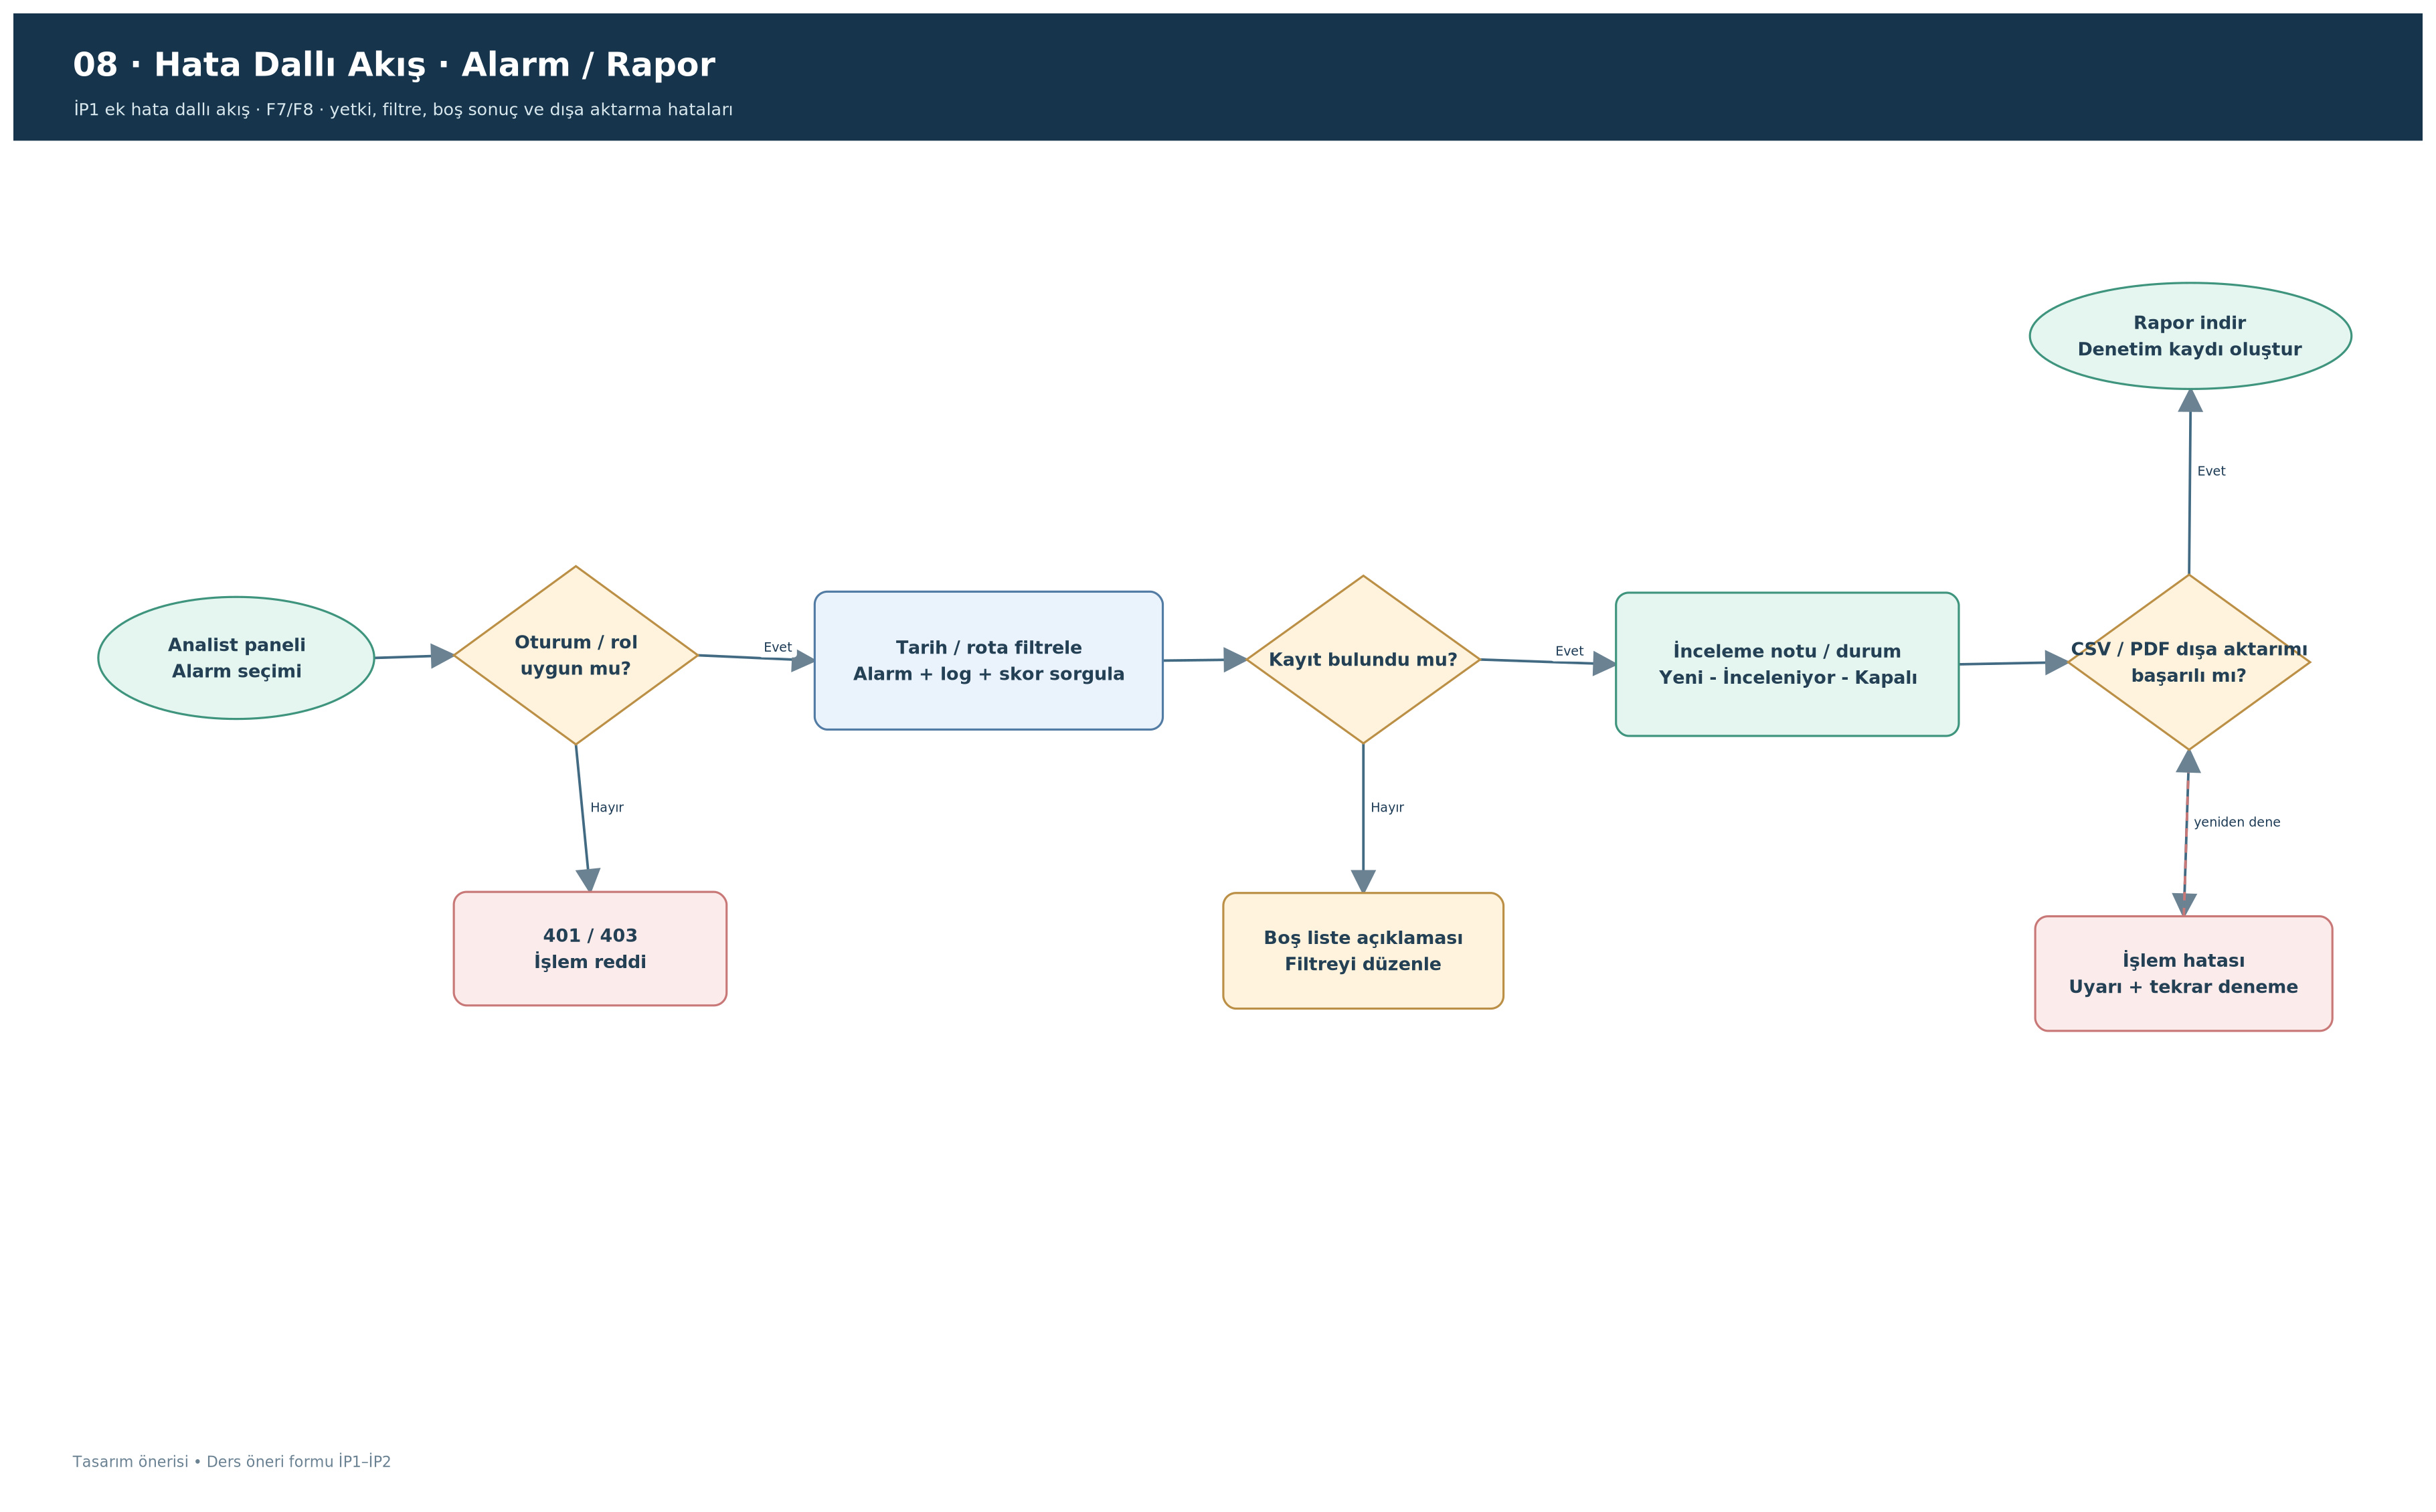 08 · Hata Dallı Akış · Alarm / Rapor
İP1 ek hata dallı akış · F7/F8 · yetki, filtre, boş sonuç ve dışa aktarma hataları
Rapor indir
Denetim kaydı oluştur
Evet
Analist paneli
Alarm seçimi
Oturum / rol
uygun mu?
Evet
Tarih / rota filtrele
Alarm + log + skor sorgula
Kayıt bulundu mu?
Evet
İnceleme notu / durum
Yeni - İnceleniyor - Kapalı
CSV / PDF dışa aktarımı
başarılı mı?
Hayır
Hayır
yeniden dene
401 / 403
İşlem reddi
Boş liste açıklaması
Filtreyi düzenle
İşlem hatası
Uyarı + tekrar deneme
Tasarım önerisi • Ders öneri formu İP1–İP2